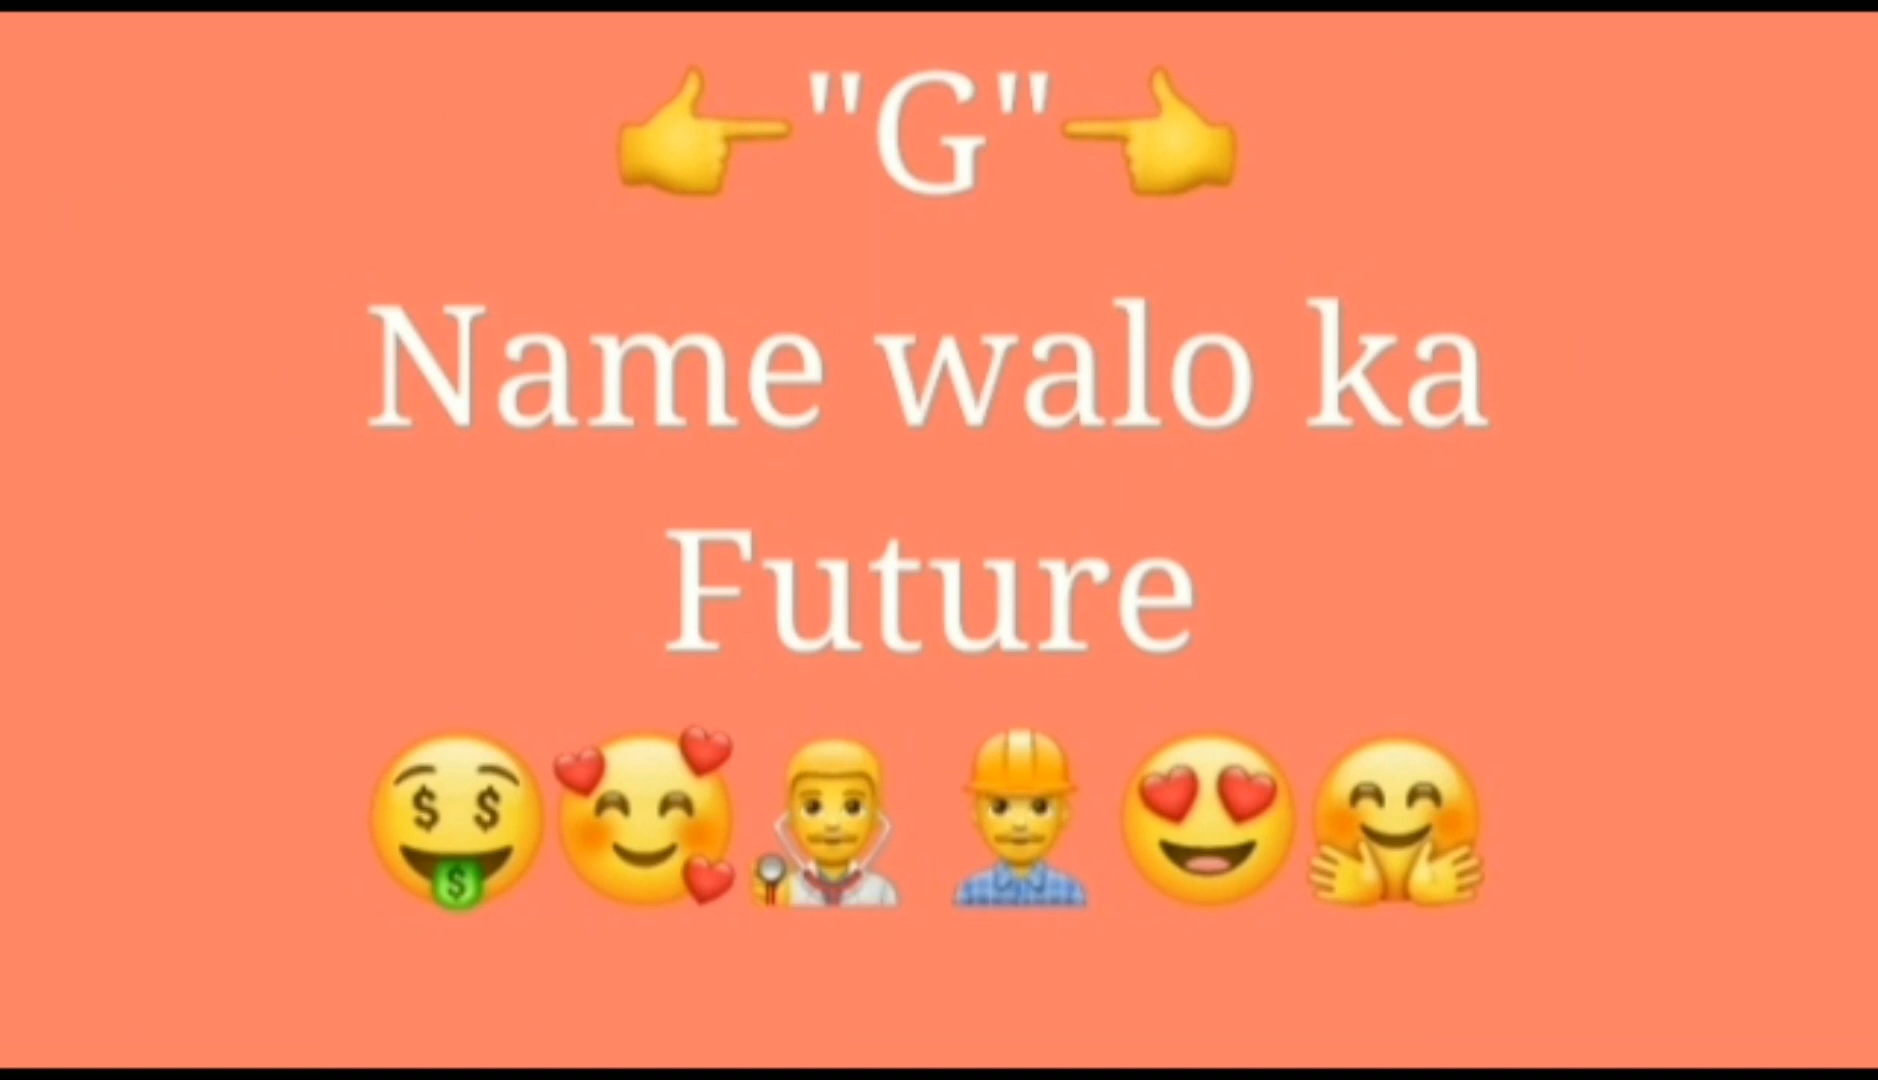 👉"G"👈
Name walo ka
Future
🤑🥰👨‍⚕️👷‍♂️😍🤗